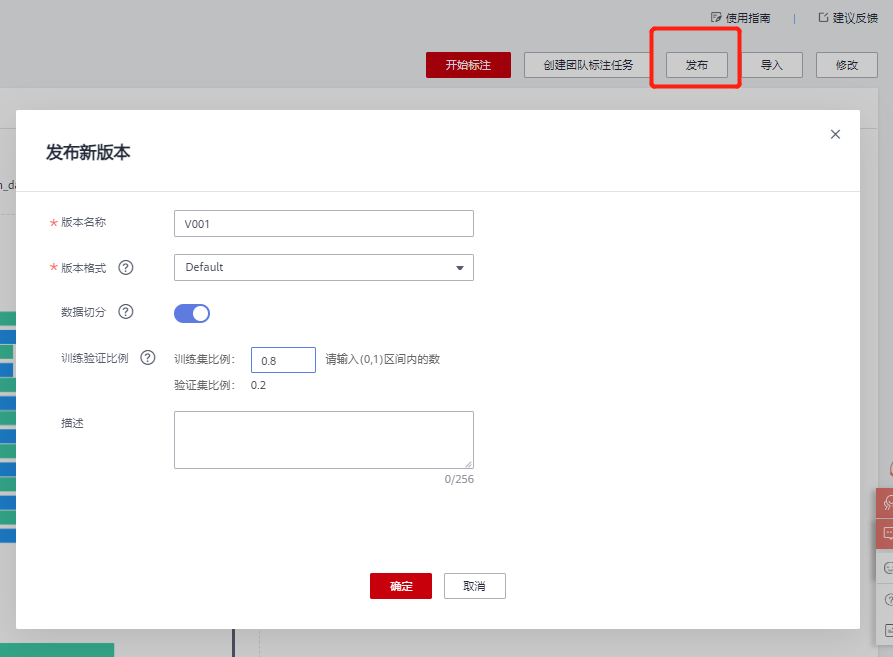 使用指南 | 建议反馈
开始标注 创建团队标注任务 发布 导入 修改
发布新版本
* 版本名称 V001
* 版本格式 Default
数据切分
训练验证比例 训练集比例： 0.8 请输入(0,1)区间内的数
验证集比例： 0.2
描述
0/256
确定 取消